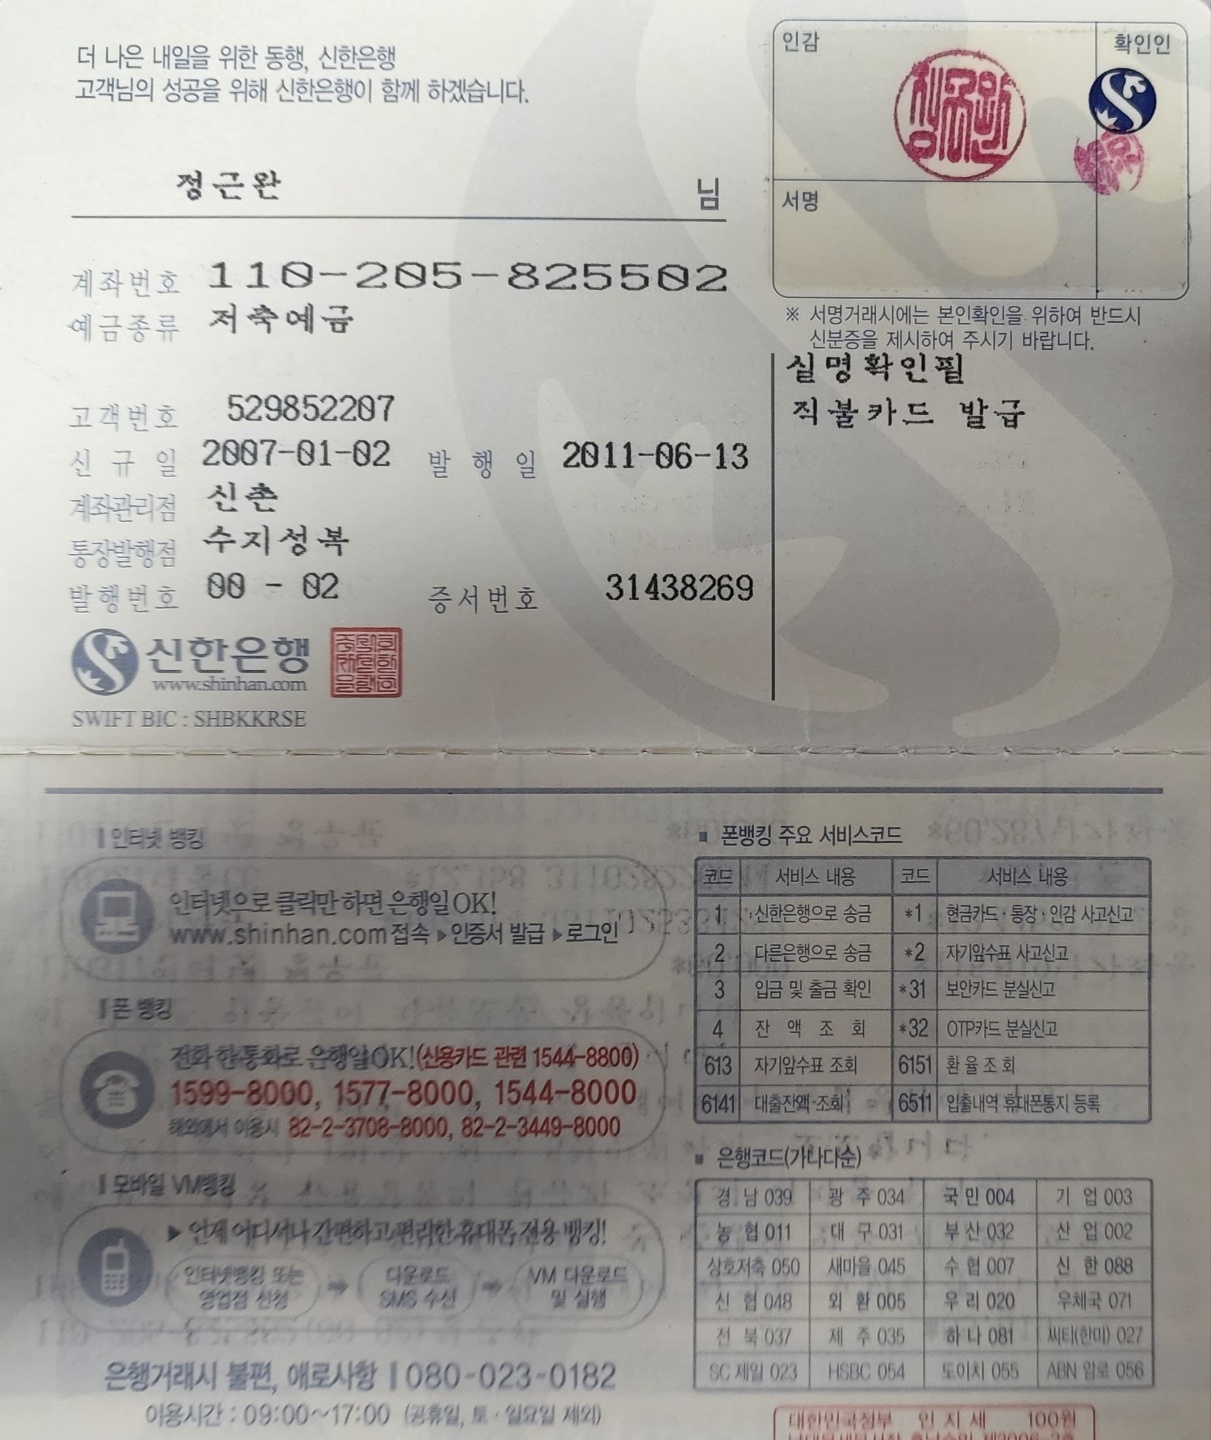 더 나은 내일을 위한 동행, 신한은행
고객님의 성공을 위해 신한은행이 함께 하겠습니다.
정근완 님
계좌번호 110-205-825502
예금종류 저축예금
고객번호 529852207
신규일 2007-01-02 발행일 2011-06-13
계좌관리점 신촌
통장발행점 수지성복
발행번호 00 - 02 증서번호 31438269
신한은행
www.shinhan.com
SWIFT BIC : SHBKKRSE
인감 확인인
서명
※ 서명거래시에는 본인확인을 위하여 반드시
신분증을 제시하여 주시기 바랍니다.
실명확인필
직불카드 발급
인터넷 뱅킹
인터넷으로 클릭만 하면 은행일 OK!
www.shinhan.com 접속 ▶ 인증서 발급 ▶ 로그인
폰 뱅킹
전화 한 통화로 은행일 OK! (신용카드 관련 1544-8800)
1599-8000, 1577-8000, 1544-8000
해외에서 이용시 82-2-3708-8000, 82-2-3449-8000
모바일 VM뱅킹
▶ 언제 어디서나 간편하고 편리한 휴대폰 전용 뱅킹!
인터넷뱅킹 또는 영업점 신청 → 다운로드 SMS 수신 → VM 다운로드 및 실행
은행거래시 불편, 애로사항 | 080-023-0182
이용시간 : 09:00~17:00 (공휴일, 토·일요일 제외)
■ 폰뱅킹 주요 서비스코드
코드 서비스 내용 코드 서비스 내용
1 신한은행으로 송금 *1 현금카드·통장·인감 사고신고
2 다른은행으로 송금 *2 자기앞수표 사고신고
3 입금 및 출금 확인 *31 보안카드 분실신고
4 잔액조회 *32 OTP카드 분실신고
613 자기앞수표 조회 6151 환율조회
6141 대출잔액 조회 6511 입출내역 휴대폰통지 등록
■ 은행코드(가나다순)
경남 039 광주 034 국민 004 기업 003
농협 011 대구 031 부산 032 산업 002
상호저축 050 새마을 045 수협 007 신한 088
신협 048 외환 005 우리 020 우체국 071
전북 037 제주 035 하나 081 씨티(한미) 027
SC제일 023 HSBC 054 도이치 055 ABN 암로 056
대한민국정부 인지세 100원